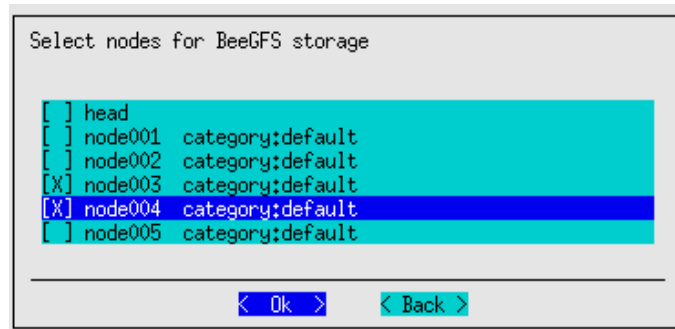 Select nodes for BeeGFS storage
[ ] head
[ ] node001  category:default
[ ] node002  category:default
[X] node003  category:default
[X] node004  category:default
[ ] node005  category:default
< Ok >  < Back >